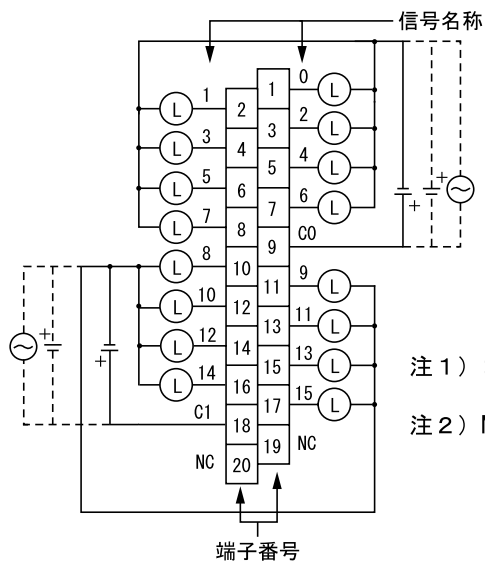 信号名称
0
1 L 2 1 L
2
3 L 4 3 L
4
5 L 6 5 L
6
7 L 8 7 L
C0
8 L 10 9
9
10 L 12 11 L
11
12 L 14 13 L
13
14 L 16 15 L
15
C1 18 17 L
NC 20 19 NC
注1)
注2)
端子番号